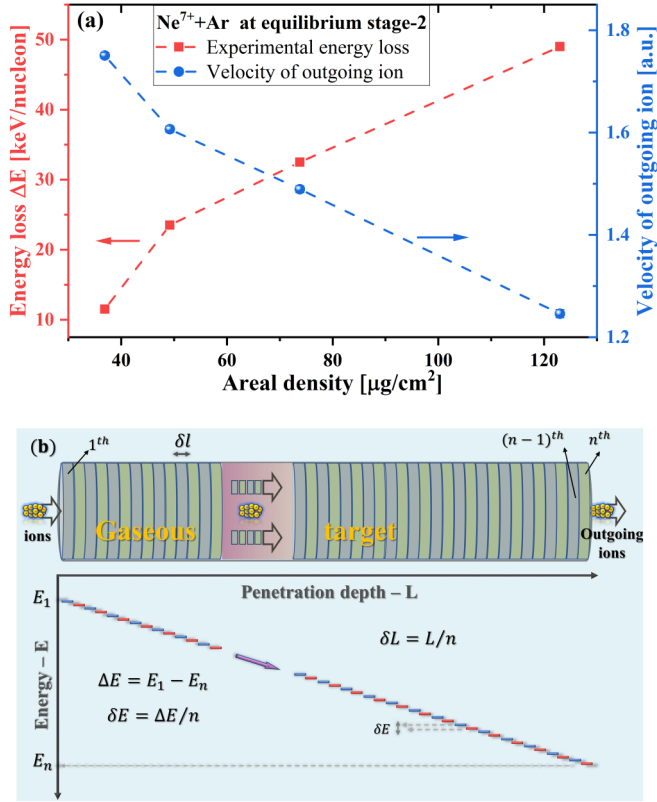 (a)
Ne⁷⁺+Ar at equilibrium stage-2
Experimental energy loss
Velocity of outgoing ion
Energy loss ΔE [keV/nucleon]
50
40
30
20
10
Velocity of outgoing ion [a.u.]
1.8
1.6
1.4
1.2
40 60 80 100 120
Areal density [μg/cm²]
(b)
1ᵗʰ
δl
(n − 1)ᵗʰ
nᵗʰ
ions
Gaseous target
Outgoing
ions
Penetration depth – L
Energy – E
E₁
δL = L/n
ΔE = E₁ − Eₙ
δE = ΔE/n
δE
Eₙ